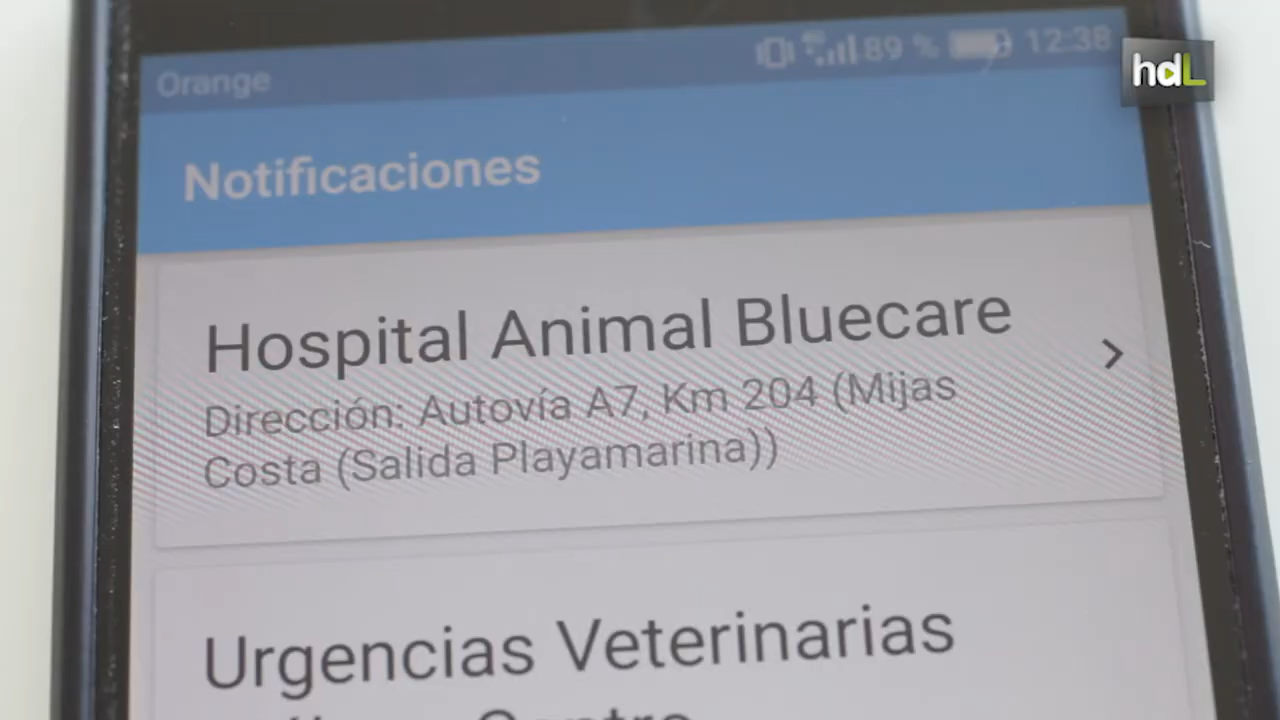 Orange 89 % 12:38
hdL
Notificaciones
Hospital Animal Bluecare
Dirección: Autovía A7, Km 204 (Mijas
Costa (Salida Playamarina))
Urgencias Veterinarias
Centro